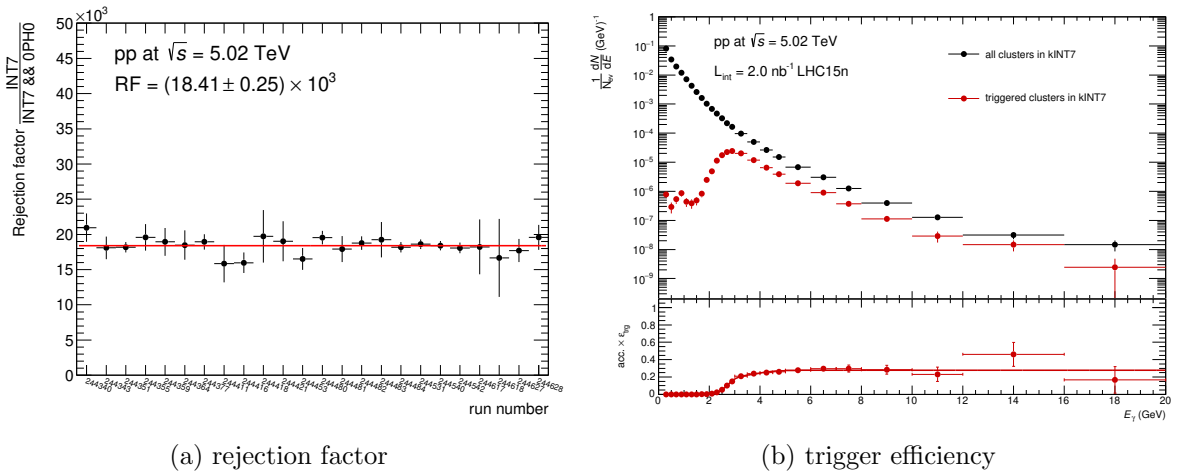 50 ×10³
45
40
35
30
25
20
15
10
5
0
Rejection factor INT7 / INT7 && 0PH0
pp at √s = 5.02 TeV
RF = (18.41 ± 0.25) × 10³
run number
(a) rejection factor
1
10⁻¹
10⁻²
10⁻³
10⁻⁴
10⁻⁵
10⁻⁶
10⁻⁷
10⁻⁸
10⁻⁹
1/N_ev dN/dE (GeV)⁻¹
pp at √s = 5.02 TeV
L_int = 2.0 nb⁻¹ LHC15n
all clusters in kINT7
triggered clusters in kINT7
1
0.8
0.6
0.4
0.2
0
acc. × ε_trg
0 2 4 6 8 10 12 14 16 18 20
E_γ (GeV)
(b) trigger efficiency